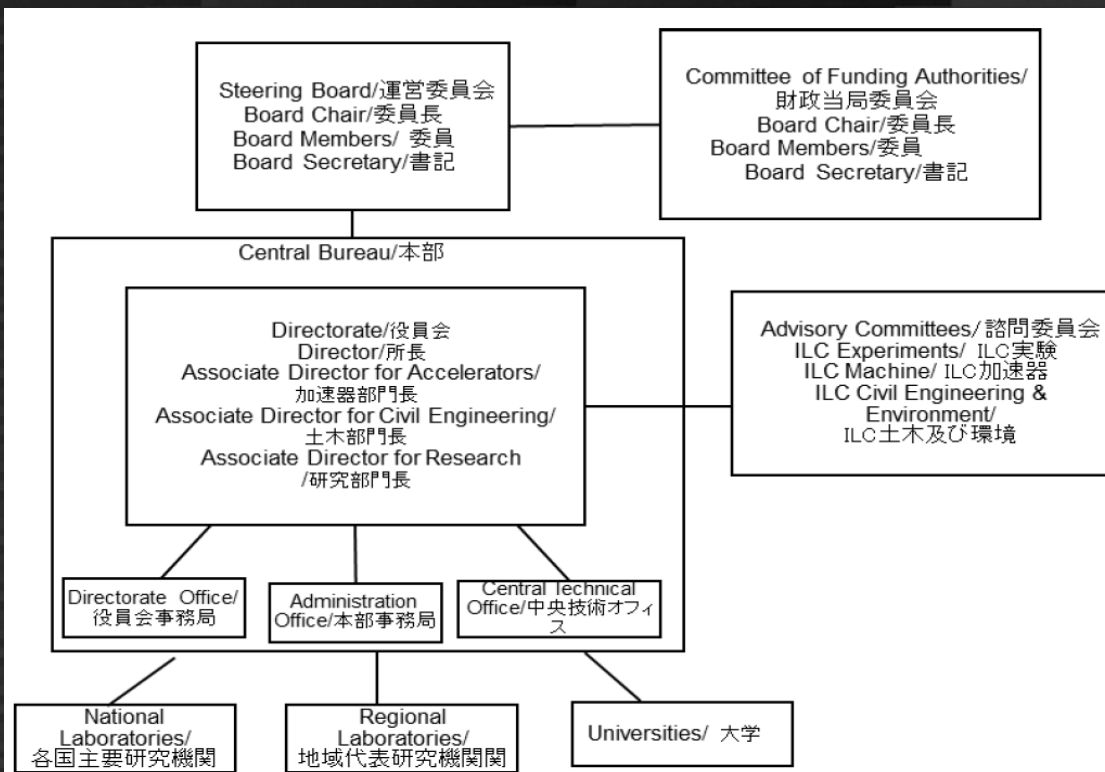 Steering Board/運営委員会
Board Chair/委員長
Board Members/ 委員
Board Secretary/書記
Committee of Funding Authorities/
財政当局委員会
Board Chair/委員長
Board Members/委員
Board Secretary/書記
Central Bureau/本部
Directorate/役員会
Director/所長
Associate Director for Accelerators/
加速器部門長
Associate Director for Civil Engineering/
土木部門長
Associate Director for Research
/研究部門長
Advisory Committees/ 諮問委員会
ILC Experiments/ ILC実験
ILC Machine/ ILC加速器
ILC Civil Engineering &
Environment/
ILC土木及び環境
Directorate Office/
役員会事務局
Administration
Office/本部事務局
Central Technical
Office/中央技術オフィ
ス
National
Laboratories/
各国主要研究機関
Regional
Laboratories/
地域代表研究機関関
Universities/ 大学